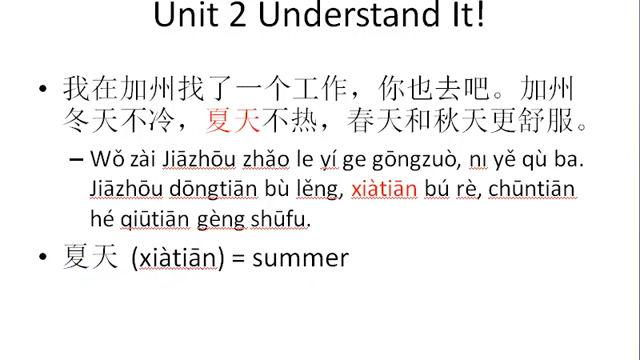 Unit 2 Understand It!
• 我在加州找了一个工作，你也去吧。加州
冬天不冷，夏天不热，春天和秋天更舒服。
– Wǒ zài Jiāzhōu zhǎo le yí ge gōngzuò, nı yě qù ba.
Jiāzhōu dōngtiān bù lěng, xiàtiān bú rè, chūntiān
hé qiūtiān gèng shūfu.
• 夏天 (xiàtiān) = summer